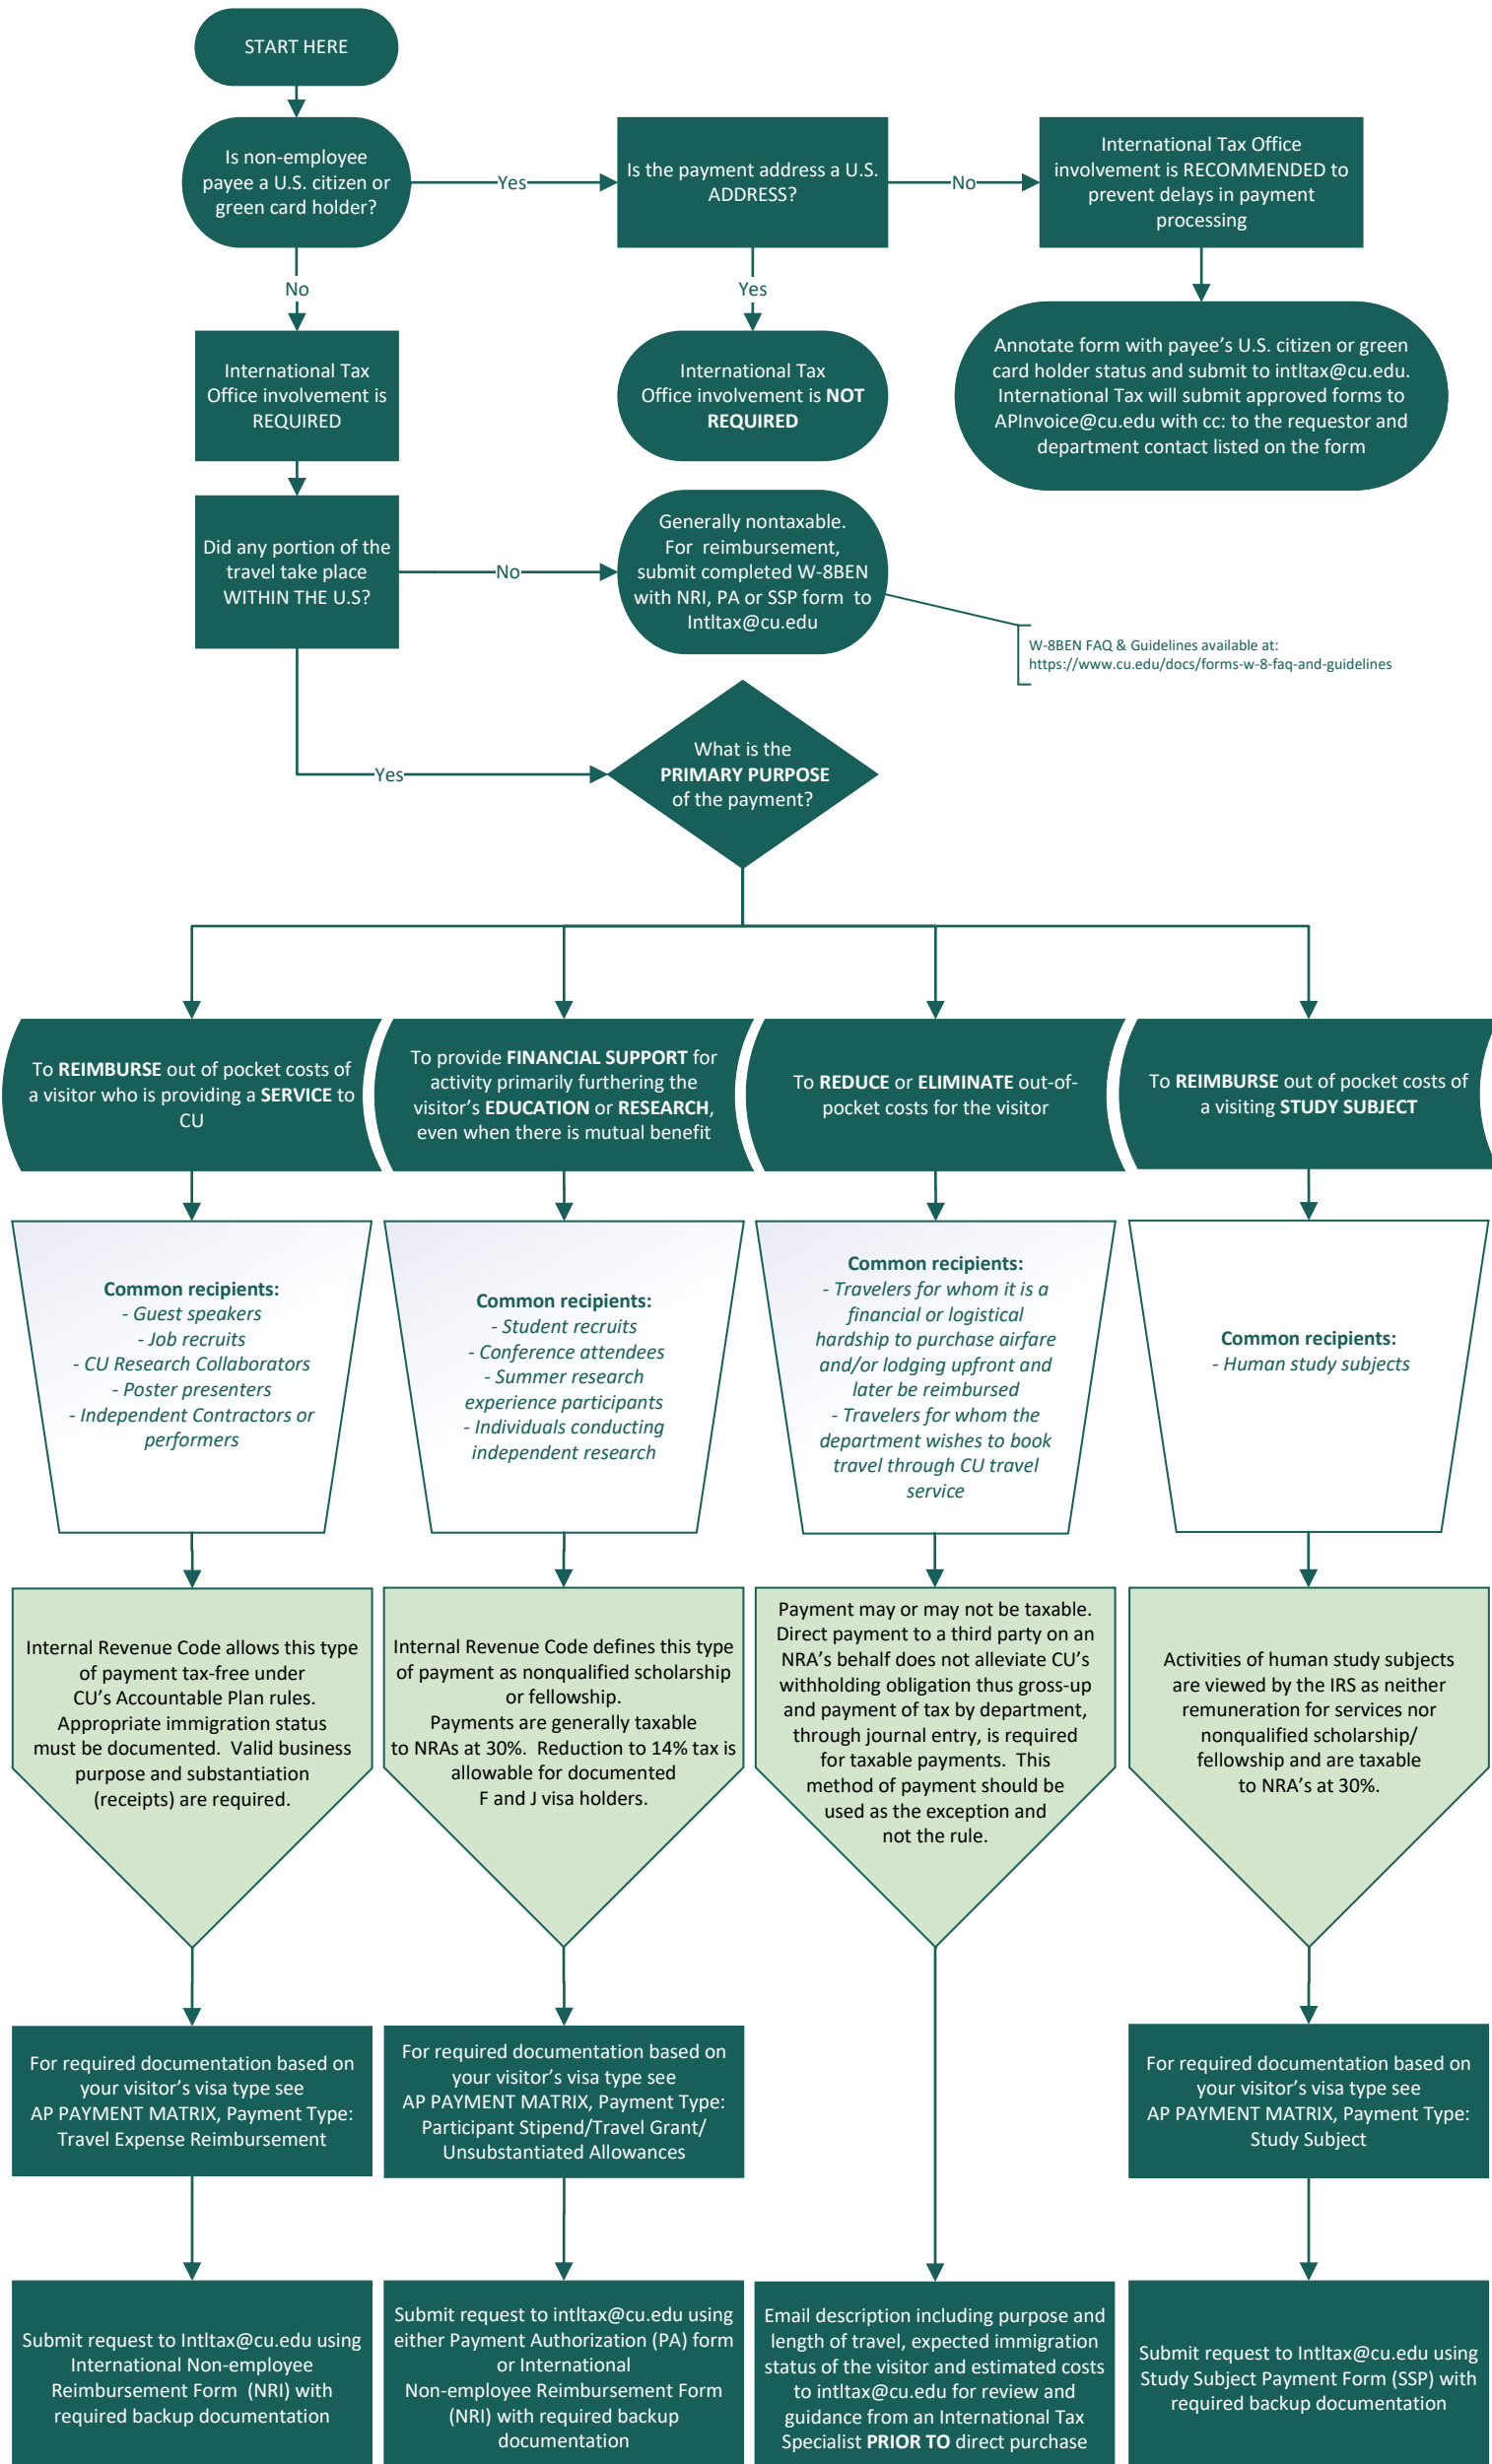 START HERE
Is non-employee
payee a U.S. citizen or
green card holder?
Yes
Is the payment address a U.S.
ADDRESS?
No
International Tax Office
involvement is RECOMMENDED to
prevent delays in payment
processing
No
Yes
International Tax
Office involvement is
REQUIRED
International Tax
Office involvement is NOT
REQUIRED
Annotate form with payee's U.S. citizen or green
card holder status and submit to intltax@cu.edu.
International Tax will submit approved forms to
APInvoice@cu.edu with cc: to the requestor and
department contact listed on the form
Did any portion of the
travel take place
WITHIN THE U.S?
No
Generally nontaxable.
For reimbursement,
submit completed W-8BEN
with NRI, PA or SSP form to
Intltax@cu.edu
W-8BEN FAQ & Guidelines available at:
https://www.cu.edu/docs/forms-w-8-faq-and-guidelines
Yes
What is the
PRIMARY PURPOSE
of the payment?
To REIMBURSE out of pocket costs of
a visitor who is providing a SERVICE to
CU
To provide FINANCIAL SUPPORT for
activity primarily furthering the
visitor's EDUCATION or RESEARCH,
even when there is mutual benefit
To REDUCE or ELIMINATE out-of-
pocket costs for the visitor
To REIMBURSE out of pocket costs of
a visiting STUDY SUBJECT
Common recipients:
- Guest speakers
- Job recruits
- CU Research Collaborators
- Poster presenters
- Independent Contractors or
performers
Common recipients:
- Student recruits
- Conference attendees
- Summer research
experience participants
- Individuals conducting
independent research
Common recipients:
- Travelers for whom it is a
financial or logistical
hardship to purchase airfare
and/or lodging upfront and
later be reimbursed
- Travelers for whom the
department wishes to book
travel through CU travel
service
Common recipients:
- Human study subjects
Internal Revenue Code allows this type
of payment tax-free under
CU's Accountable Plan rules.
Appropriate immigration status
must be documented. Valid business
purpose and substantiation
(receipts) are required.
Internal Revenue Code defines this type
of payment as nonqualified scholarship
or fellowship.
Payments are generally taxable
to NRAs at 30%. Reduction to 14% tax is
allowable for documented
F and J visa holders.
Payment may or may not be taxable.
Direct payment to a third party on an
NRA's behalf does not alleviate CU's
withholding obligation thus gross-up
and payment of tax by department,
through journal entry, is required
for taxable payments. This
method of payment should be
used as the exception and
not the rule.
Activities of human study subjects
are viewed by the IRS as neither
remuneration for services nor
nonqualified scholarship/
fellowship and are taxable
to NRA's at 30%.
For required documentation based on
your visitor's visa type see
AP PAYMENT MATRIX, Payment Type:
Travel Expense Reimbursement
For required documentation based on
your visitor's visa type see
AP PAYMENT MATRIX, Payment Type:
Participant Stipend/Travel Grant/
Unsubstantiated Allowances
For required documentation based on
your visitor's visa type see
AP PAYMENT MATRIX, Payment Type:
Study Subject
Submit request to Intltax@cu.edu using
International Non-employee
Reimbursement Form (NRI) with
required backup documentation
Submit request to intltax@cu.edu using
either Payment Authorization (PA) form
or International
Non-employee Reimbursement Form
(NRI) with required backup
documentation
Email description including purpose and
length of travel, expected immigration
status of the visitor and estimated costs
to intltax@cu.edu for review and
guidance from an International Tax
Specialist PRIOR TO direct purchase
Submit request to Intltax@cu.edu using
Study Subject Payment Form (SSP) with
required backup documentation